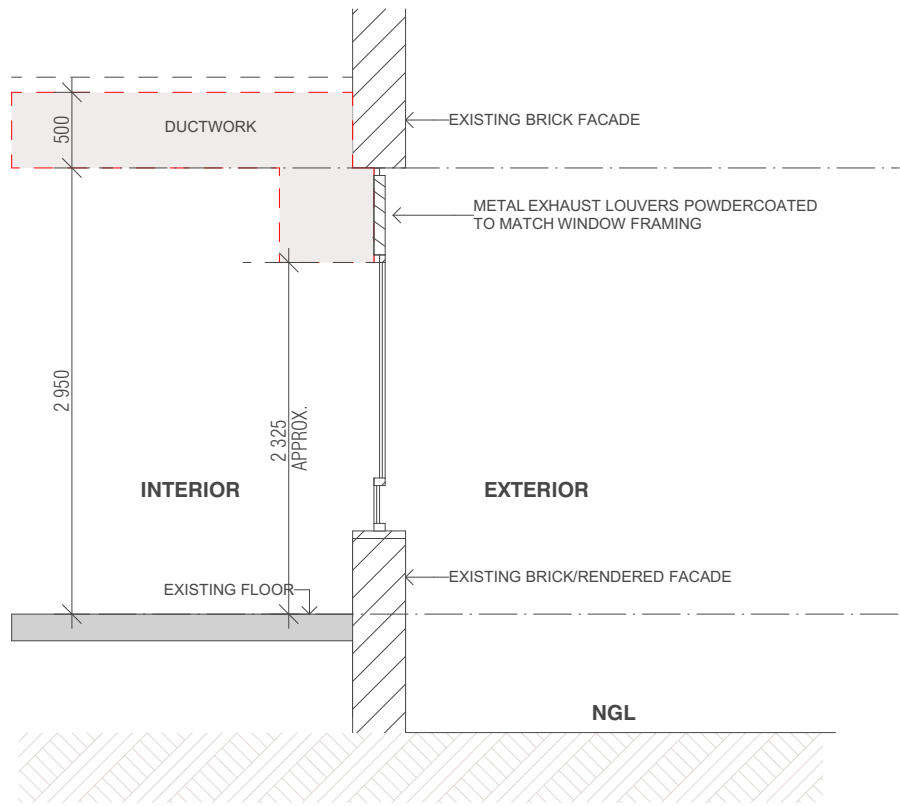 500
DUCTWORK
EXISTING BRICK FACADE
METAL EXHAUST LOUVERS POWDERCOATED
TO MATCH WINDOW FRAMING
2 950
2 325
APPROX.
INTERIOR
EXTERIOR
EXISTING FLOOR
EXISTING BRICK/RENDERED FACADE
NGL